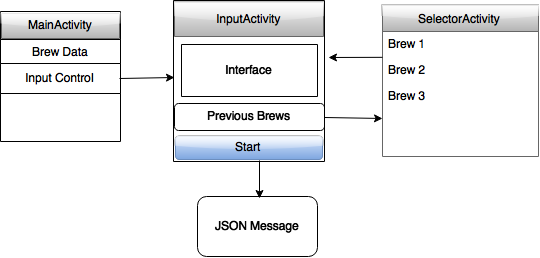 MainActivity
Brew Data
Input Control
InputActivity
Interface
Previous Brews
Start
SelectorActivity
Brew 1
Brew 2
Brew 3
JSON Message